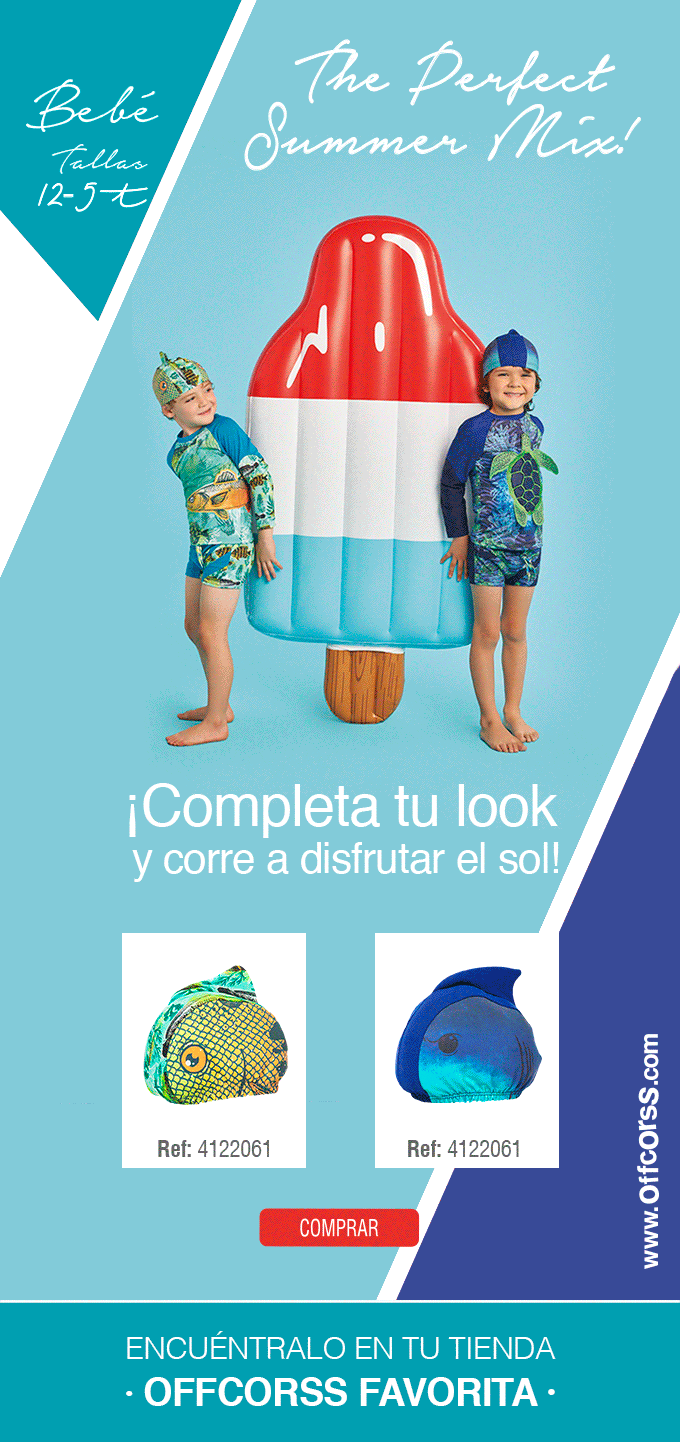 Bebé
Tallas
12-5t
The Perfect
Summer Mix!
¡Completa tu look
y corre a disfrutar el sol!
Ref: 4122061
Ref: 4122061
COMPRAR
www.Offcorss.com
ENCUÉNTRALO EN TU TIENDA
· OFFCORSS FAVORITA ·